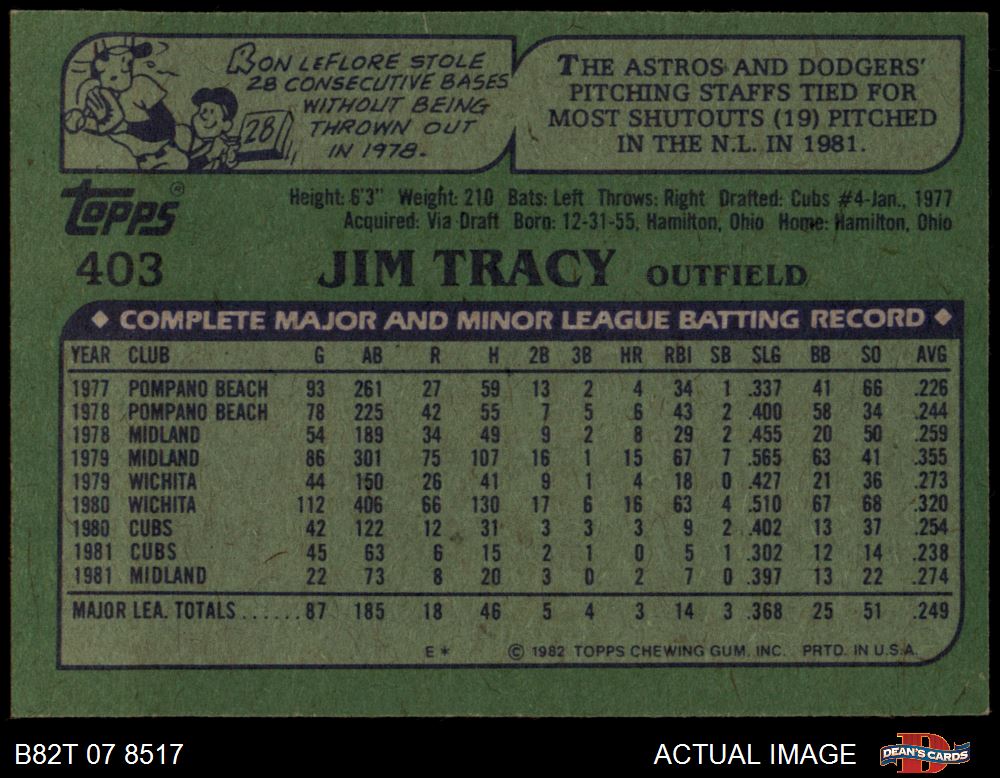 RON LEFLORE STOLE
28 CONSECUTIVE BASES
WITHOUT BEING
THROWN OUT
IN 1978.
28
THE ASTROS AND DODGERS'
PITCHING STAFFS TIED FOR
MOST SHUTOUTS (19) PITCHED
IN THE N.L. IN 1981.
Topps®
Height: 6'3" Weight: 210 Bats: Left Throws: Right Drafted: Cubs #4-Jan., 1977
Acquired: Via Draft Born: 12-31-55, Hamilton, Ohio Home: Hamilton, Ohio
403 JIM TRACY OUTFIELD
◆ COMPLETE MAJOR AND MINOR LEAGUE BATTING RECORD ◆
YEAR CLUB G AB R H 2B 3B HR RBI SB SLG BB SO AVG
1977 POMPANO BEACH 93 261 27 59 13 2 4 34 1 .337 41 66 .226
1978 POMPANO BEACH 78 225 42 55 7 5 6 43 2 .400 58 34 .244
1978 MIDLAND 54 189 34 49 9 2 8 29 2 .455 20 50 .259
1979 MIDLAND 86 301 75 107 16 1 15 67 7 .565 63 41 .355
1979 WICHITA 44 150 26 41 9 1 4 18 0 .427 21 36 .273
1980 WICHITA 112 406 66 130 17 6 16 63 4 .510 67 68 .320
1980 CUBS 42 122 12 31 3 3 3 9 2 .402 13 37 .254
1981 CUBS 45 63 6 15 2 1 0 5 1 .302 12 14 .238
1981 MIDLAND 22 73 8 20 3 0 2 7 0 .397 13 22 .274
MAJOR LEA. TOTALS......87 185 18 46 5 4 3 14 3 .368 25 51 .249
E* © 1982 TOPPS CHEWING GUM, INC. PRTD. IN U.S.A.
B82T 07 8517 ACTUAL IMAGE D DEAN'S CARDS